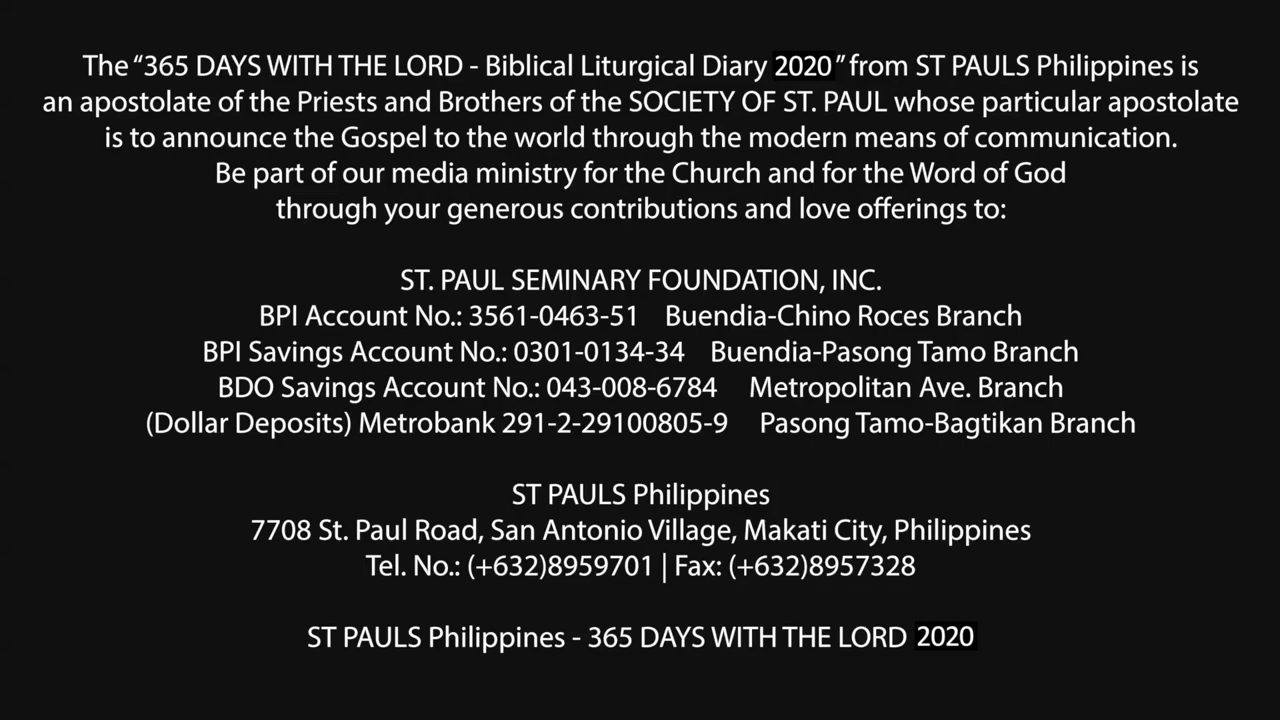 The “365 DAYS WITH THE LORD - Biblical Liturgical Diary 2020” from ST PAULS Philippines is
an apostolate of the Priests and Brothers of the SOCIETY OF ST. PAUL whose particular apostolate
is to announce the Gospel to the world through the modern means of communication.
Be part of our media ministry for the Church and for the Word of God
through your generous contributions and love offerings to:
ST. PAUL SEMINARY FOUNDATION, INC.
BPI Account No.: 3561-0463-51 Buendia-Chino Roces Branch
BPI Savings Account No.: 0301-0134-34 Buendia-Pasong Tamo Branch
BDO Savings Account No.: 043-008-6784 Metropolitan Ave. Branch
(Dollar Deposits) Metrobank 291-2-29100805-9 Pasong Tamo-Bagtikan Branch
ST PAULS Philippines
7708 St. Paul Road, San Antonio Village, Makati City, Philippines
Tel. No.: (+632)8959701 | Fax: (+632)8957328
ST PAULS Philippines - 365 DAYS WITH THE LORD 2020